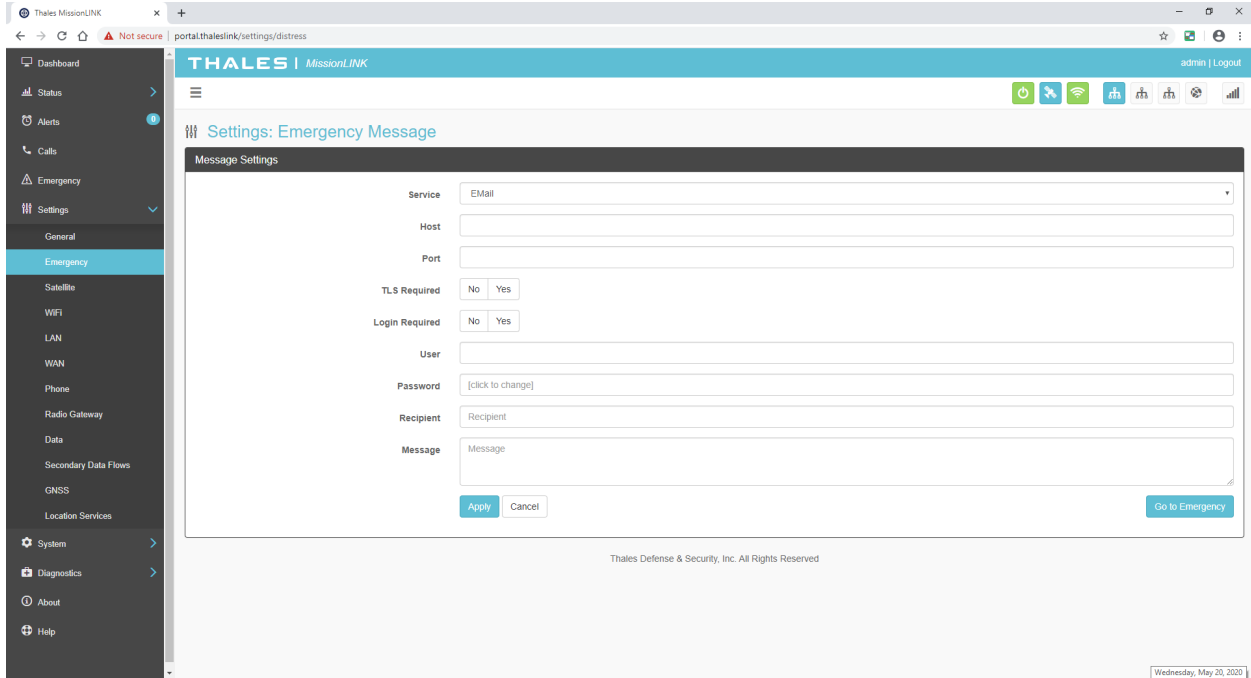 Thales MissionLINK
Not secure | portal.thaleslink/settings/distress
Dashboard
Status
Alerts 0
Calls
Emergency
Settings
General
Emergency
Satellite
WiFi
LAN
WAN
Phone
Radio Gateway
Data
Secondary Data Flows
GNSS
Location Services
System
Diagnostics
About
Help
THALES | MissionLINK
admin | Logout
Settings: Emergency Message
Message Settings
Service EMail
Host
Port
TLS Required No Yes
Login Required No Yes
User
Password [click to change]
Recipient Recipient
Message Message
Apply Cancel Go to Emergency
Thales Defense & Security, Inc. All Rights Reserved
Wednesday, May 20, 2020